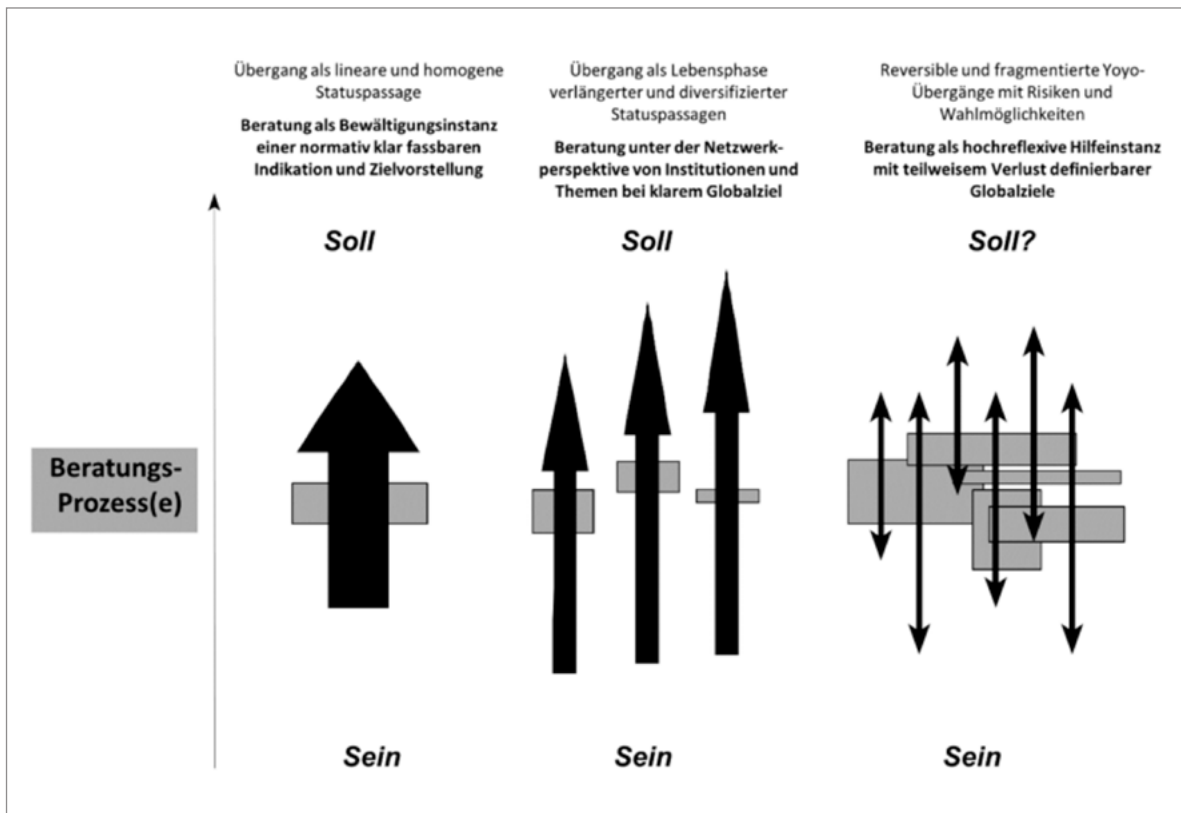 Übergang als lineare und homogene
Statuspassage
Beratung als Bewältigungsinstanz
einer normativ klar fassbaren
Indikation und Zielvorstellung
Soll
Sein
Übergang als Lebensphase
verlängerter und diversifizierter
Statuspassagen
Beratung unter der Netzwerk-
perspektive von Institutionen und
Themen bei klarem Globalziel
Soll
Sein
Reversible und fragmentierte Yoyo-
Übergänge mit Risiken und
Wahlmöglichkeiten
Beratung als hochreflexive Hilfeinstanz
mit teilweisem Verlust definierbarer
Globalziele
Soll?
Sein
Beratungs-
Prozess(e)